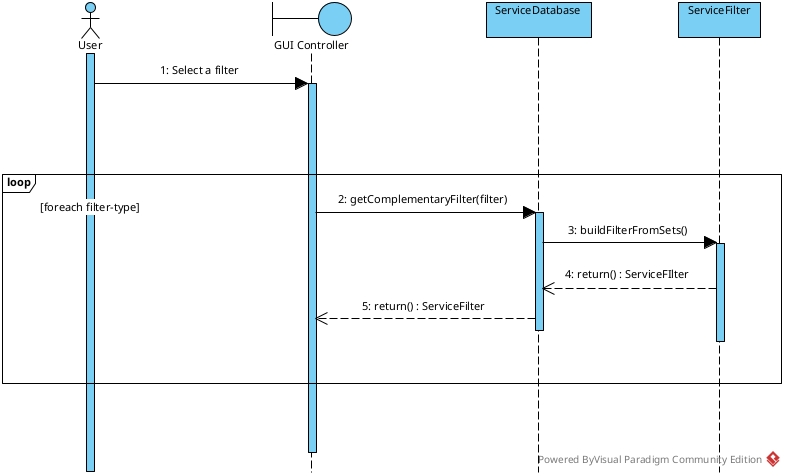 ServiceDatabase
ServiceFilter
User
GUI Controller
1: Select a filter
loop
[foreach filter-type]
2: getComplementaryFilter(filter)
3: buildFilterFromSets()
4: return() : ServiceFIlter
5: return() : ServiceFilter
Powered ByVisual Paradigm Community Edition